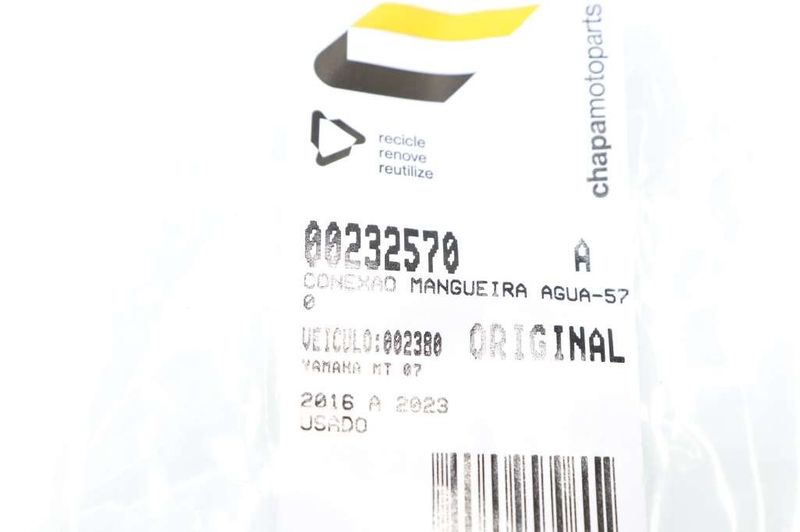 chapamotoparts
recicle
renove
reutilize
00232570 A
CONEXAO MANGUEIRA AGUA-57
0
VEICULO:002380 ORIGINAL
YAMAHA MT 07
2016 A 2023
USADO